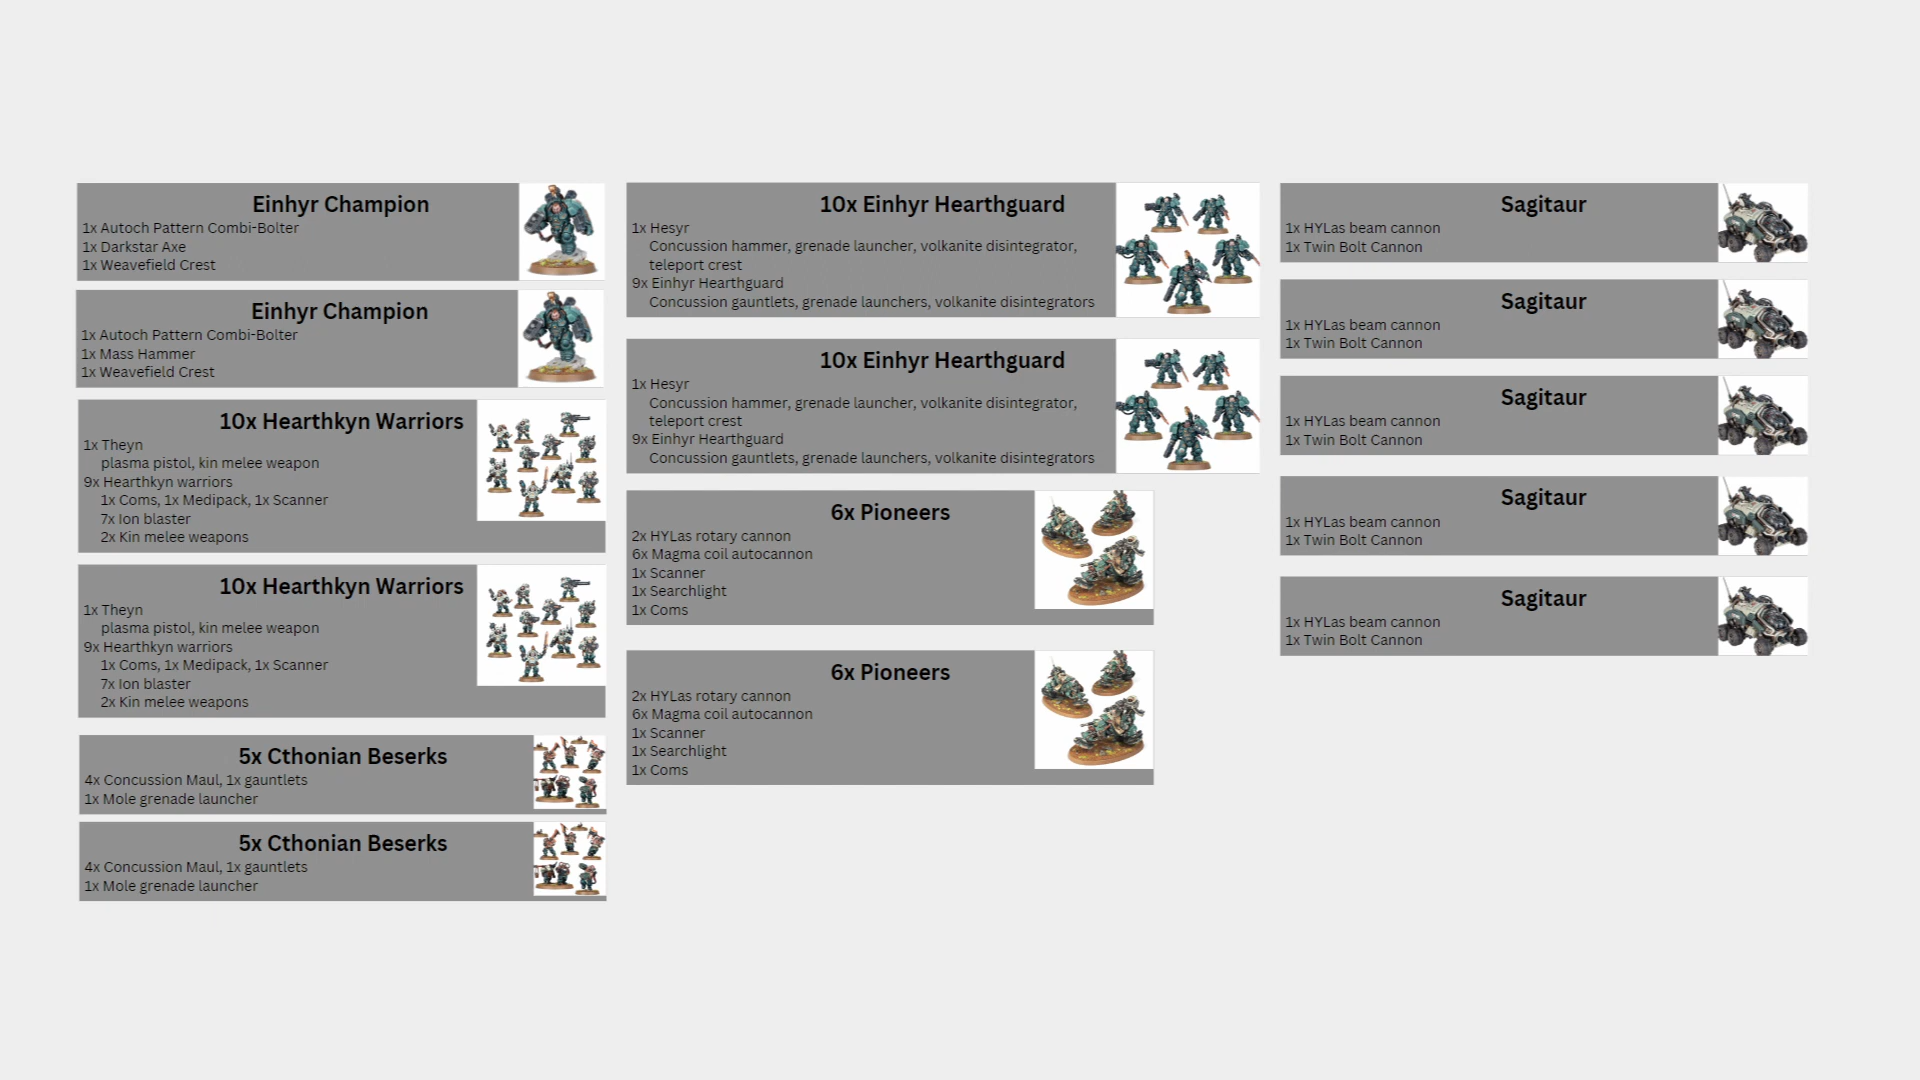 Einhyr Champion
1x Autoch Pattern Combi-Bolter
1x Darkstar Axe
1x Weavefield Crest
Einhyr Champion
1x Autoch Pattern Combi-Bolter
1x Mass Hammer
1x Weavefield Crest
10x Hearthkyn Warriors
1x Theyn
plasma pistol, kin melee weapon
9x Hearthkyn warriors
1x Coms, 1x Medipack, 1x Scanner
7x Ion blaster
2x Kin melee weapons
10x Hearthkyn Warriors
1x Theyn
plasma pistol, kin melee weapon
9x Hearthkyn warriors
1x Coms, 1x Medipack, 1x Scanner
7x Ion blaster
2x Kin melee weapons
5x Cthonian Beserks
4x Concussion Maul, 1x gauntlets
1x Mole grenade launcher
5x Cthonian Beserks
4x Concussion Maul, 1x gauntlets
1x Mole grenade launcher
10x Einhyr Hearthguard
1x Hesyr
Concussion hammer, grenade launcher, volkanite disintegrator,
teleport crest
9x Einhyr Hearthguard
Concussion gauntlets, grenade launchers, volkanite disintegrators
10x Einhyr Hearthguard
1x Hesyr
Concussion hammer, grenade launcher, volkanite disintegrator,
teleport crest
9x Einhyr Hearthguard
Concussion gauntlets, grenade launchers, volkanite disintegrators
6x Pioneers
2x HYLas rotary cannon
6x Magma coil autocannon
1x Scanner
1x Searchlight
1x Coms
6x Pioneers
2x HYLas rotary cannon
6x Magma coil autocannon
1x Scanner
1x Searchlight
1x Coms
Sagitaur
1x HYLas beam cannon
1x Twin Bolt Cannon
Sagitaur
1x HYLas beam cannon
1x Twin Bolt Cannon
Sagitaur
1x HYLas beam cannon
1x Twin Bolt Cannon
Sagitaur
1x HYLas beam cannon
1x Twin Bolt Cannon
Sagitaur
1x HYLas beam cannon
1x Twin Bolt Cannon